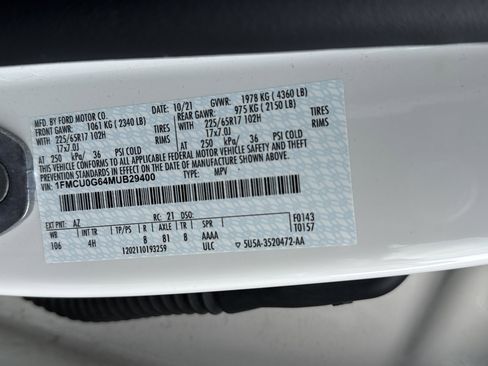 MFD. BY FORD MOTOR CO.
10/21 GVWR: 1978 KG ( 4360 LB)
FRONT GAWR: 1061 KG ( 2340 LB) REAR GAWR: 975 KG ( 2150 LB)
225/65R17 102H TIRES 225/65R17 102H TIRES
17x7.0J RIMS 17x7.0J RIMS
AT 250 kPa/ 36 PSI COLD AT 250 kPa/ 36 PSI COLD
THIS VEHICLE CONFORMS TO ALL APPLICABLE FEDERAL MOTOR VEHICLE
SAFETY AND THEFT PREVENTION STANDARDS IN EFFECT ON THE DATE OF MANUFACTURE SHOWN ABOVE.
VIN: 1FMCU0G64MUB29400 TYPE: MPV
EXT PNT: AZ RC: 21 DSO: F0143
WB INT TR TP/PS R AXLE TR SPR T0157
106 4H 8 81 8 AAAA
1202110193259 ULC 5U5A-3520472-AA